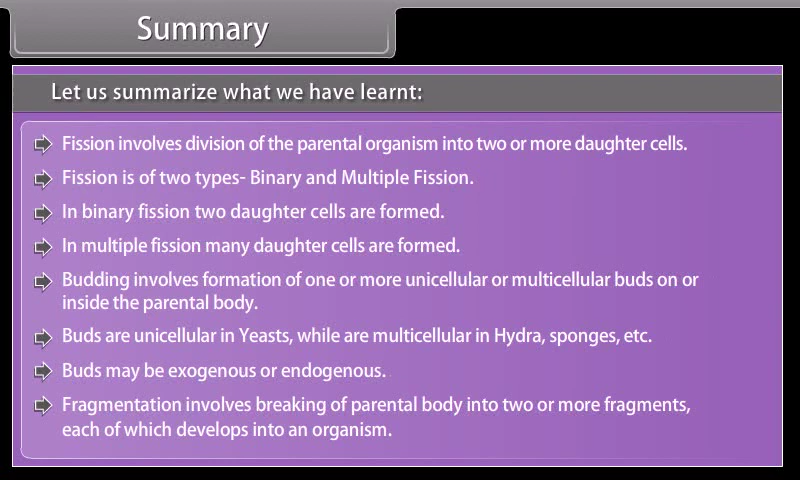 Summary
Let us summarize what we have learnt:
Fission involves division of the parental organism into two or more daughter cells.
Fission is of two types- Binary and Multiple Fission.
In binary fission two daughter cells are formed.
In multiple fission many daughter cells are formed.
Budding involves formation of one or more unicellular or multicellular buds on or
inside the parental body.
Buds are unicellular in Yeasts, while are multicellular in Hydra, sponges, etc.
Buds may be exogenous or endogenous.
Fragmentation involves breaking of parental body into two or more fragments,
each of which develops into an organism.